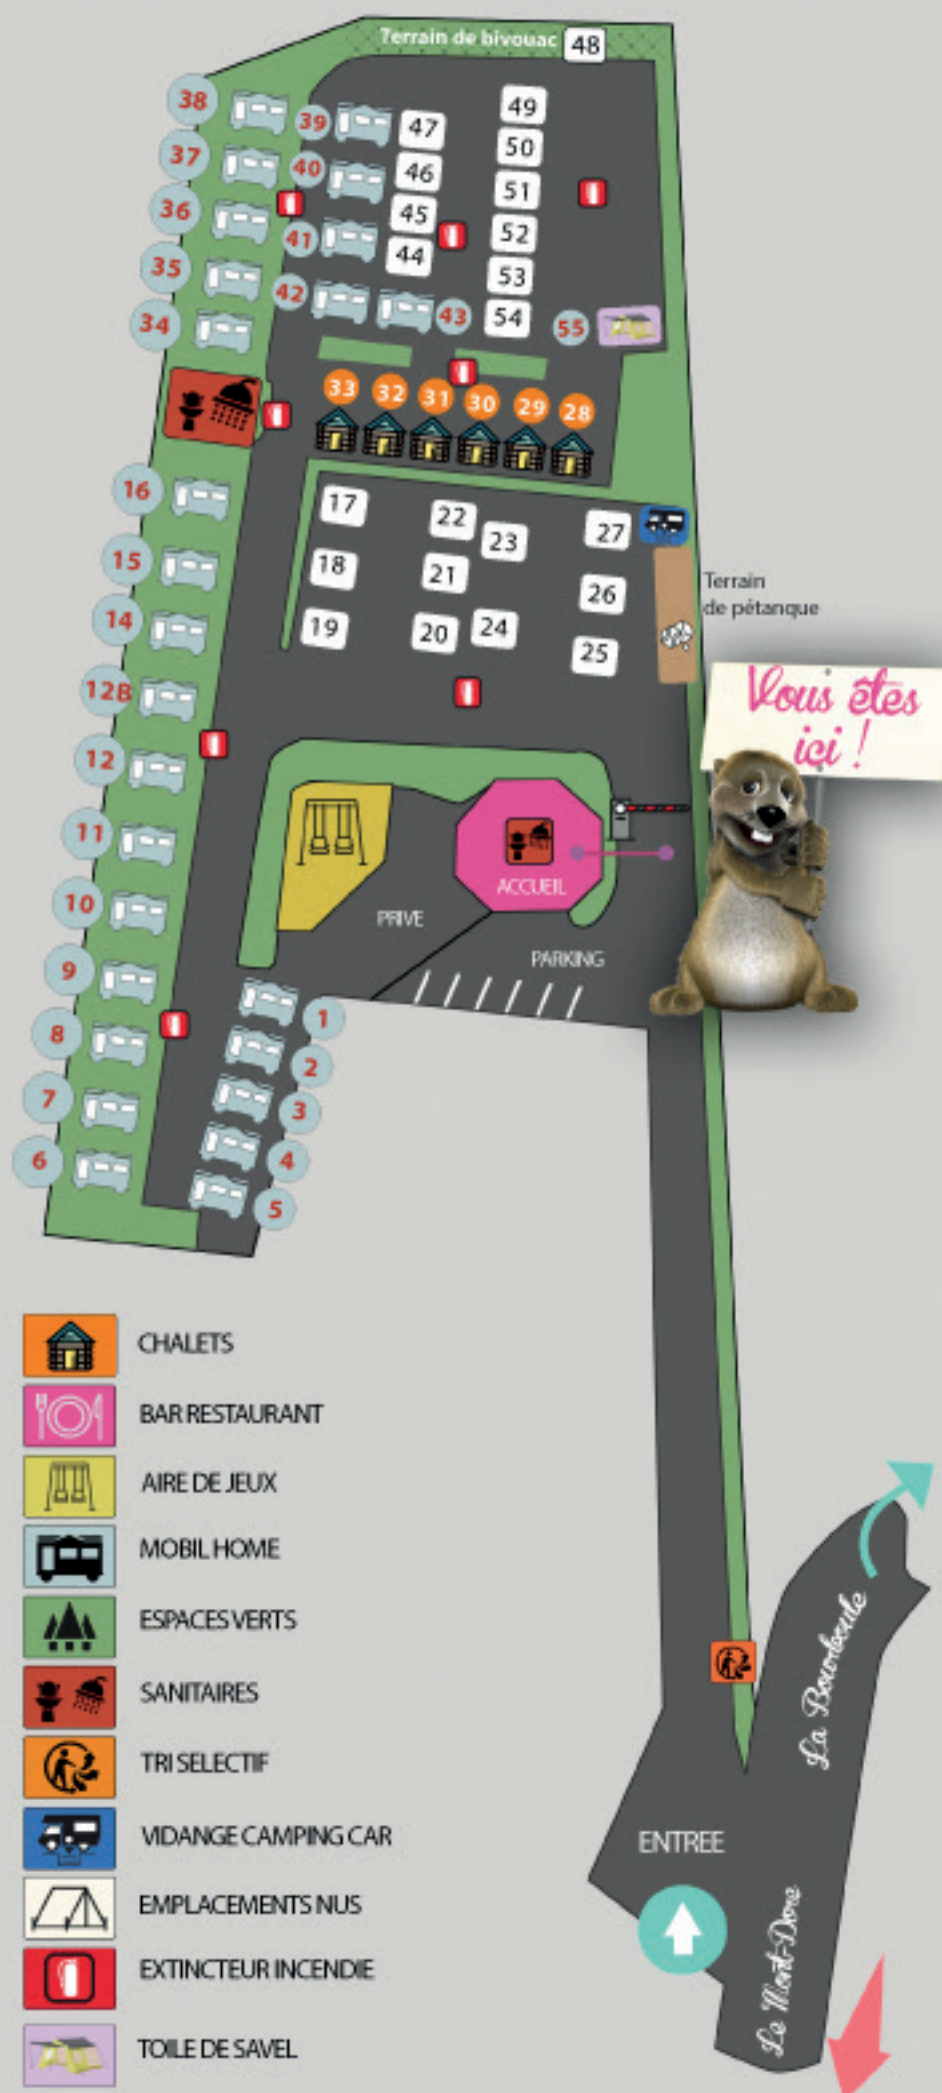 Terrain de bivouac 48
38
39
47
49
37
40
46
50
36
41
45
51
44
52
35
42
43
53
34
54
55
33 32 31 30 29 28
16
17
22
23
27
15
18
21
26
Terrain
de pétanque
14
19
20
24
25
12B
Vous êtes
ici !
12
11
ACCUEIL
10
PRIVE
9
PARKING
8
1
2
7
3
6
4
5
CHALETS
BAR RESTAURANT
AIRE DE JEUX
MOBIL HOME
ESPACES VERTS
SANITAIRES
TRI SELECTIF
VIDANGE CAMPING CAR
EMPLACEMENTS NUS
EXTINCTEUR INCENDIE
TOILE DE SAVEL
La Bourboule
ENTREE
Le Mont-Dore